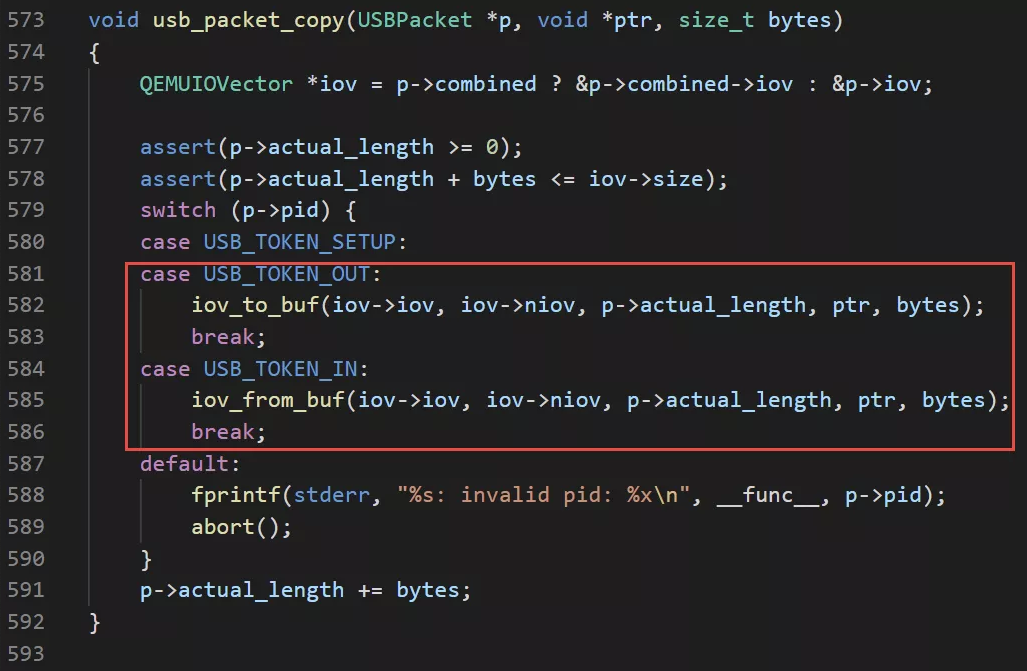 573 void usb_packet_copy(USBPacket *p, void *ptr, size_t bytes)
574 {
575     QEMUIOVector *iov = p->combined ? &p->combined->iov : &p->iov;
576
577     assert(p->actual_length >= 0);
578     assert(p->actual_length + bytes <= iov->size);
579     switch (p->pid) {
580     case USB_TOKEN_SETUP:
581     case USB_TOKEN_OUT:
582         iov_to_buf(iov->iov, iov->niov, p->actual_length, ptr, bytes);
583         break;
584     case USB_TOKEN_IN:
585         iov_from_buf(iov->iov, iov->niov, p->actual_length, ptr, bytes);
586         break;
587     default:
588         fprintf(stderr, "%s: invalid pid: %x\n", __func__, p->pid);
589         abort();
590     }
591     p->actual_length += bytes;
592 }
593